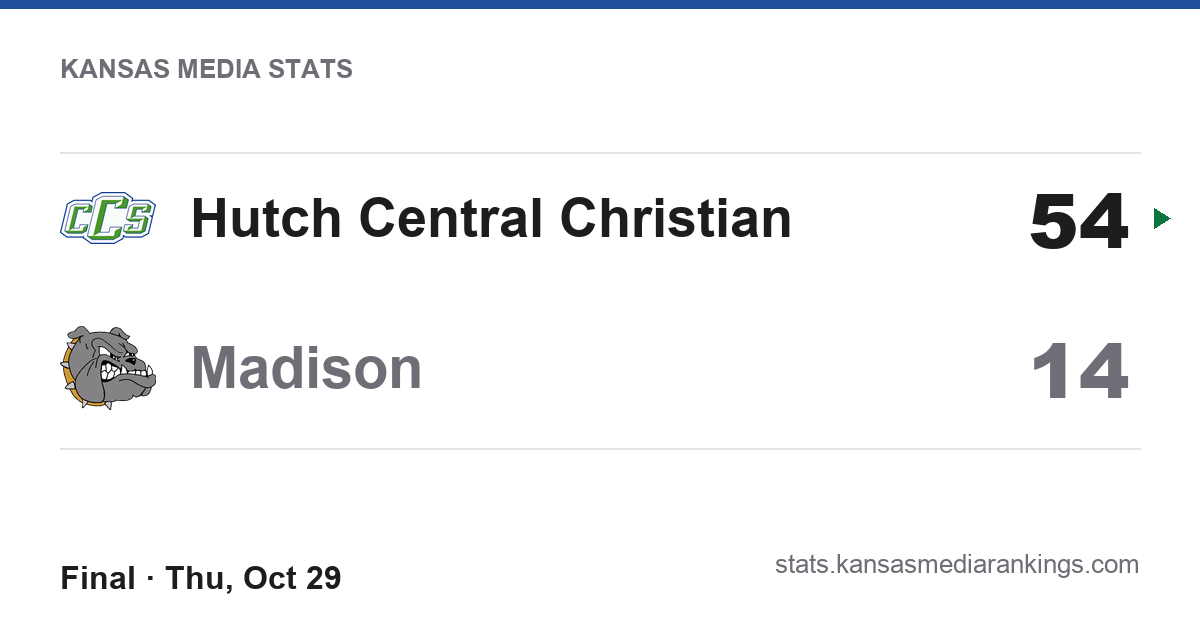 KANSAS MEDIA STATS
CCS Hutch Central Christian 54
Madison 14
Final · Thu, Oct 29
stats.kansasmediarankings.com